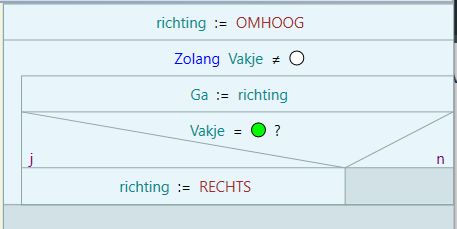 richting := OMHOOG
Zolang Vakje ≠
Ga := richting
Vakje = ?
j
n
richting := RECHTS